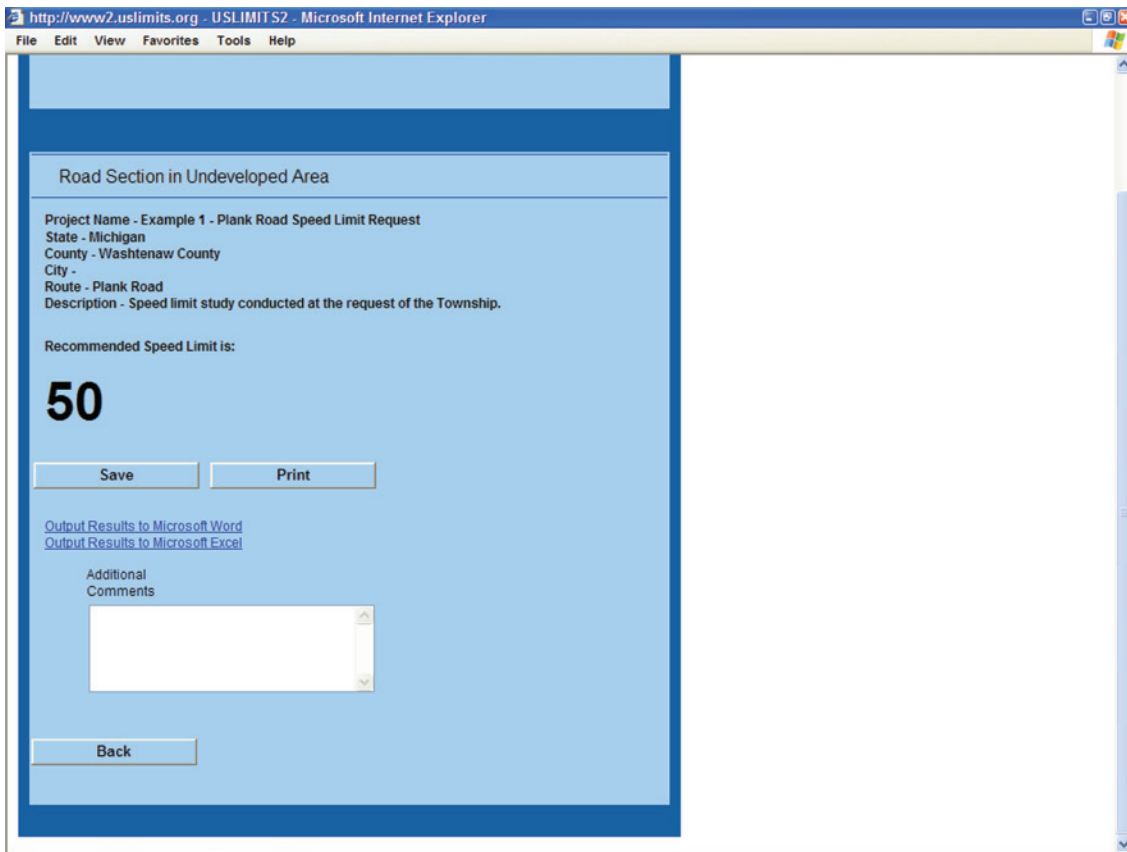 http://www2.uslimits.org - USLIMITS2 - Microsoft Internet Explorer
File Edit View Favorites Tools Help
Road Section in Undeveloped Area
Project Name - Example 1 - Plank Road Speed Limit Request
State - Michigan
County - Washtenaw County
City -
Route - Plank Road
Description - Speed limit study conducted at the request of the Township.
Recommended Speed Limit is:
50
Save Print
Output Results to Microsoft Word
Output Results to Microsoft Excel
Additional
Comments
Back